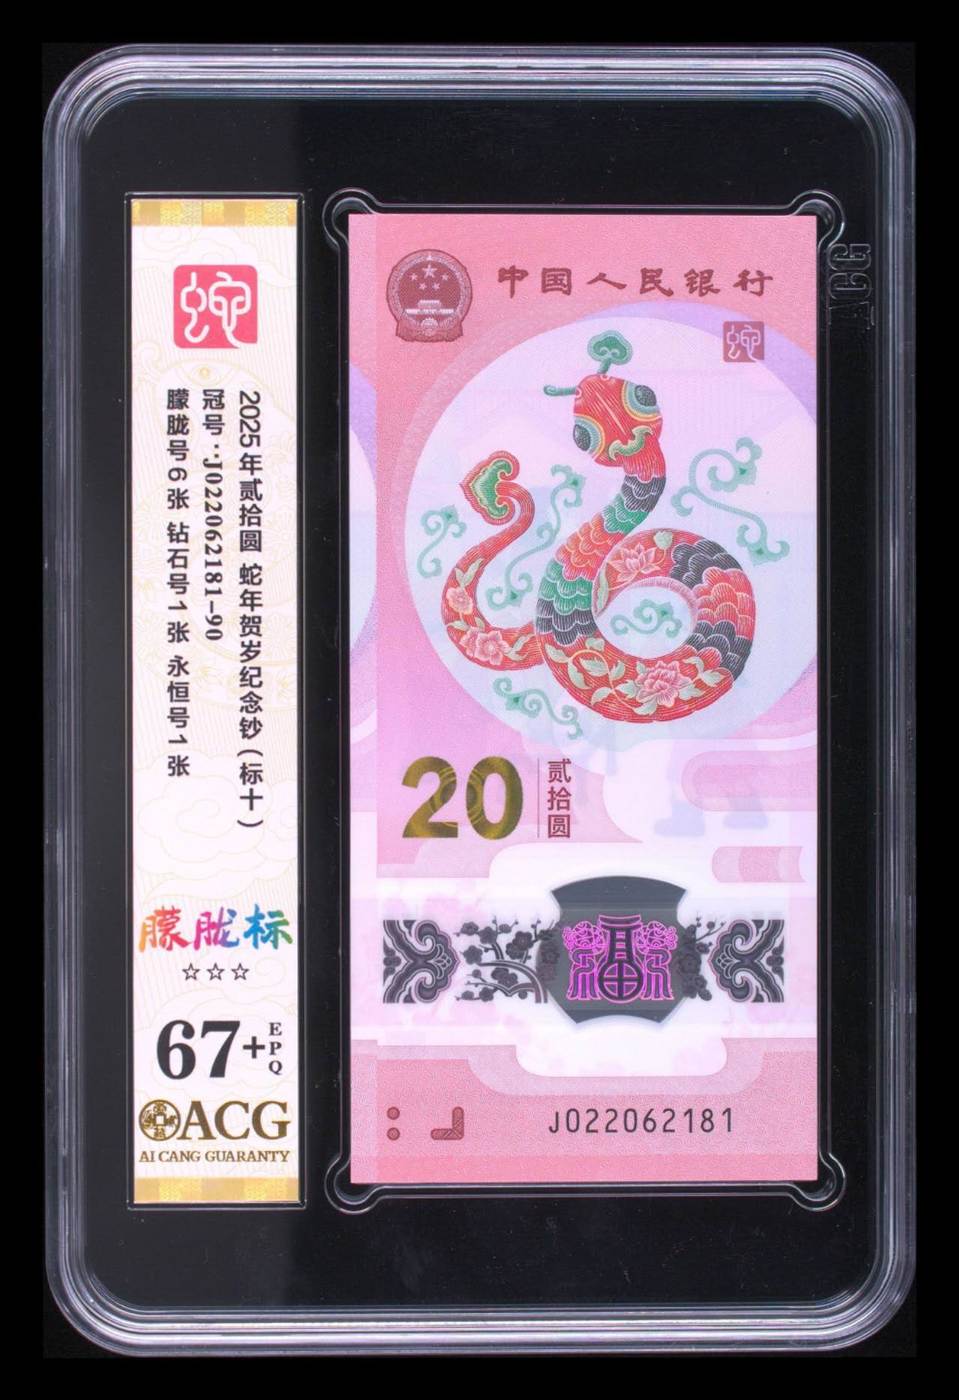 蛇
2025年贰拾圆 蛇年贺岁纪念钞（标十）
冠号：J022062181-90
朦胧号6张 钻石号1张 永恒号1张
朦胧标
☆☆☆
67+EPQ
ACG
AI CANG GUARANTY
中国人民银行
蛇
20
贰拾圆
福
J022062181
ACG